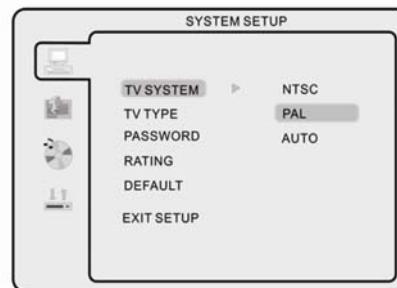 SYSTEM SETUP
TV SYSTEM NTSC
TV TYPE PAL
PASSWORD AUTO
RATING
DEFAULT
EXIT SETUP